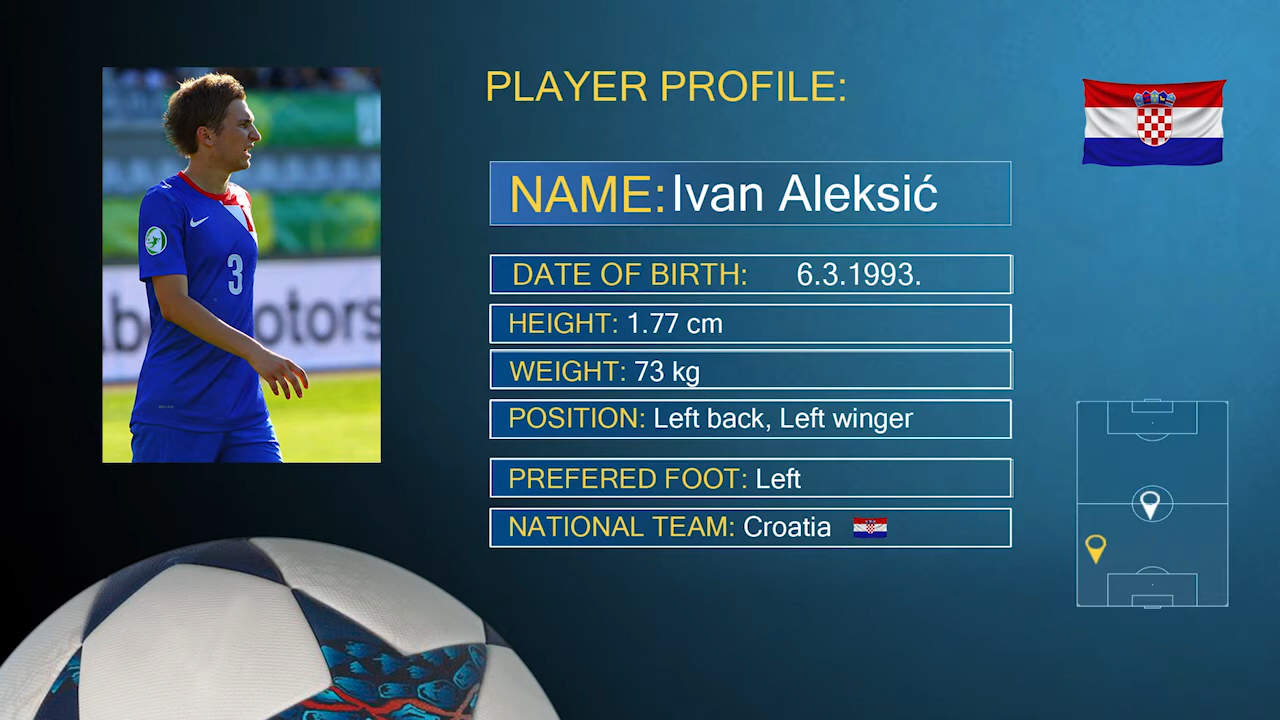 PLAYER PROFILE:
NAME: Ivan Aleksić
DATE OF BIRTH: 6.3.1993.
HEIGHT: 1.77 cm
WEIGHT: 73 kg
POSITION: Left back, Left winger
PREFERED FOOT: Left
NATIONAL TEAM: Croatia
3
otors